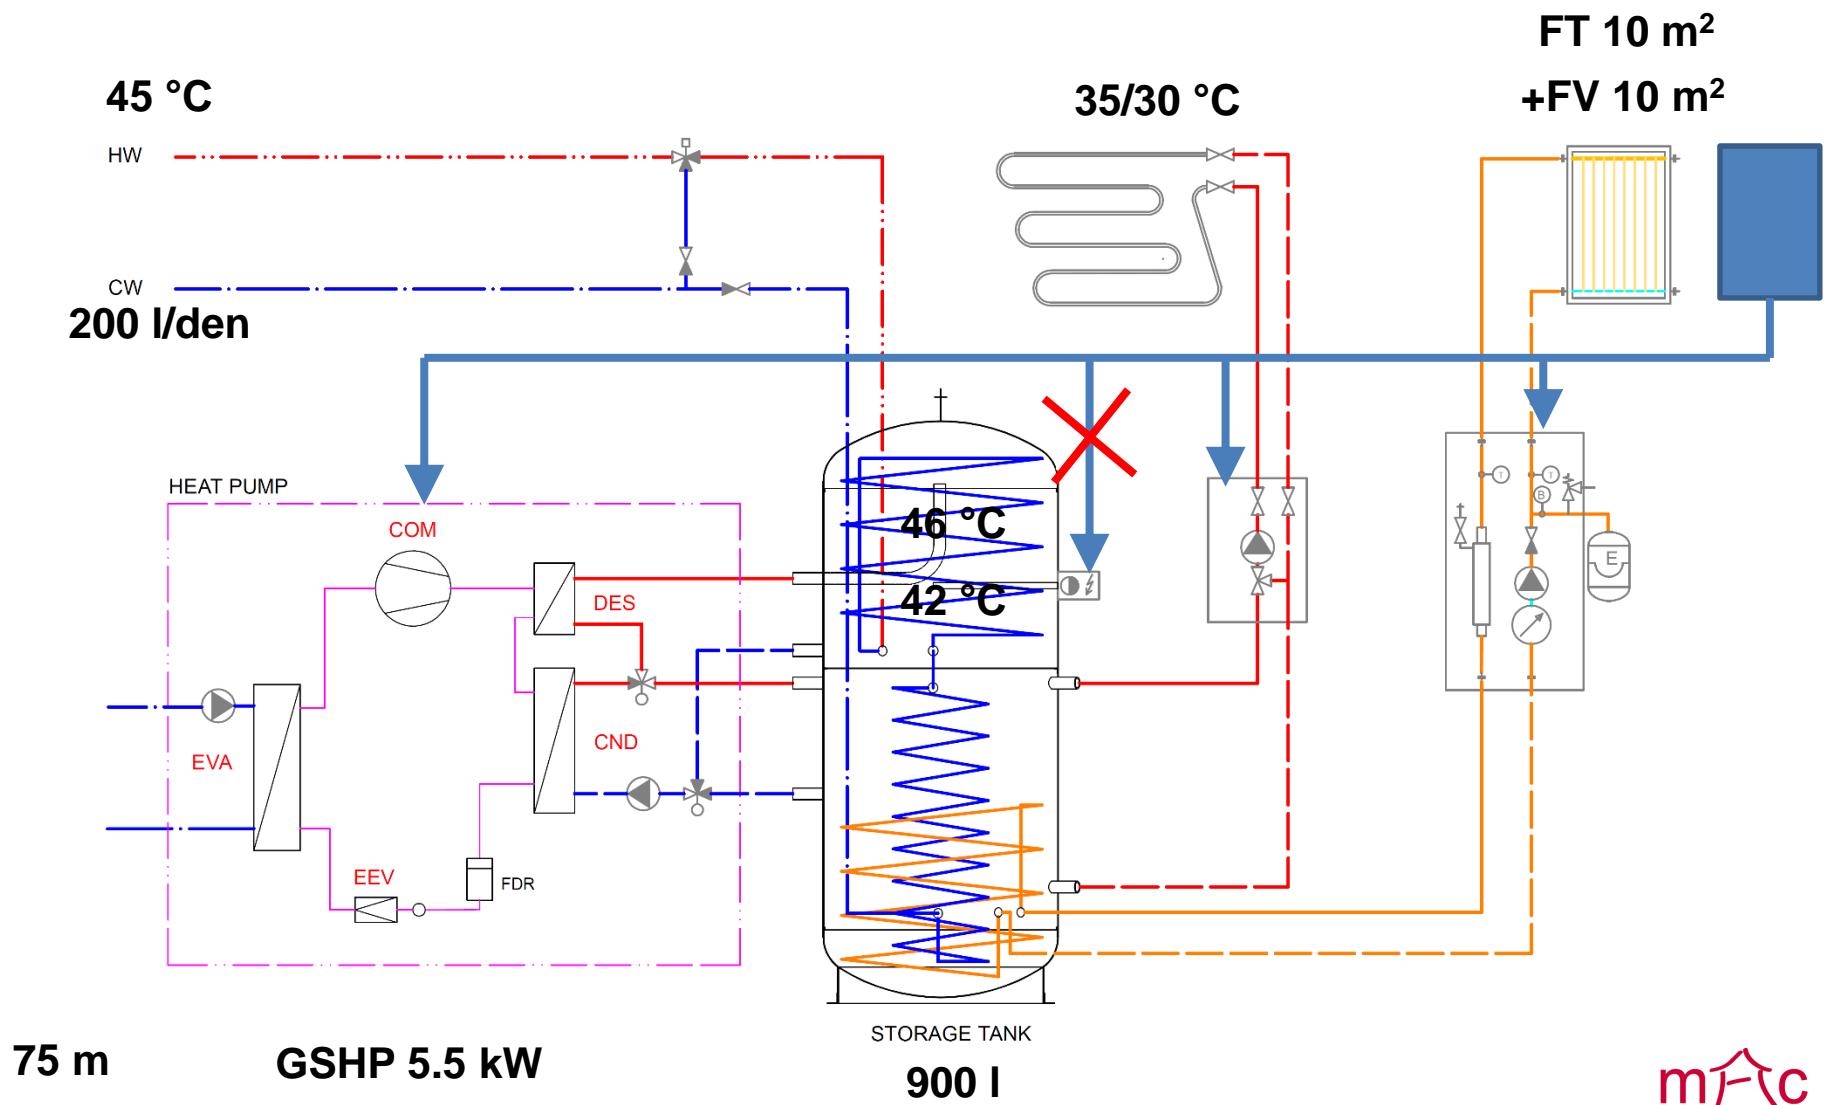 FT 10 m²
45 °C
35/30 °C
+FV 10 m²
HW
CW
200 l/den
HEAT PUMP
COM
46 °C
T
T
B
E
DES
42 °C
CND
EVA
EEV
FDR
STORAGE TANK
75 m
GSHP 5.5 kW
900 l
mAc